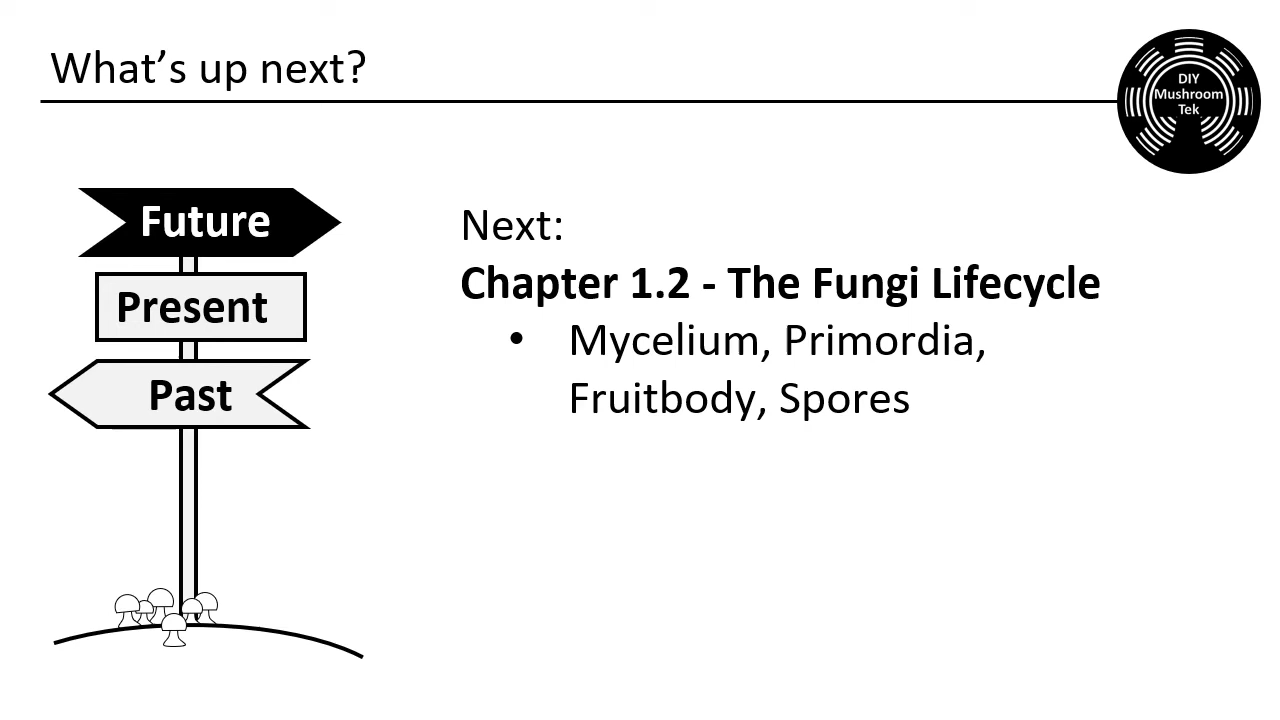 What's up next?
DIY
Mushroom
Tek
Future
Present
Past
Next:
Chapter 1.2 - The Fungi Lifecycle
• Mycelium, Primordia,
Fruitbody, Spores